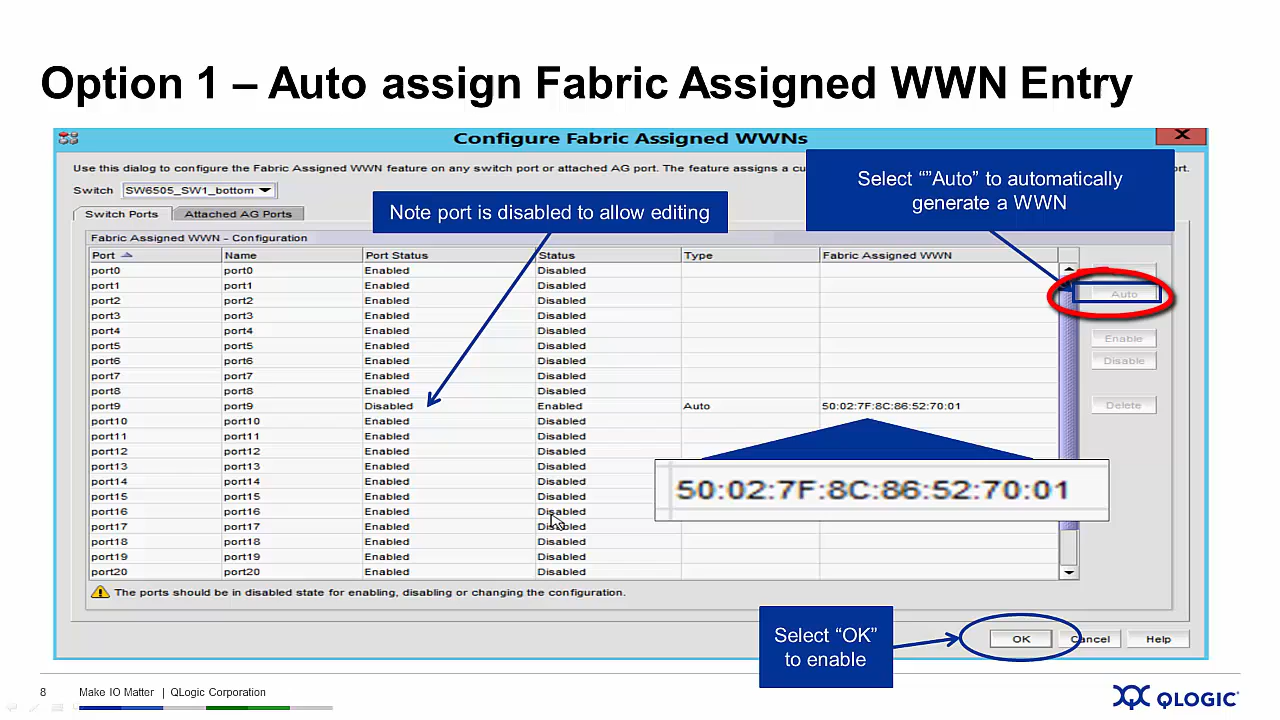 Option 1 – Auto assign Fabric Assigned WWN Entry
Configure Fabric Assigned WWNs
X
Use this dialog to configure the Fabric Assigned WWN feature on any switch port or attached AG port. The feature assigns a cu
rt.
Select “”Auto” to automatically
generate a WWN
Switch SW6505_SW1_bottom
Note port is disabled to allow editing
Switch Ports Attached AG Ports
Fabric Assigned WWN - Configuration
Port Name Port Status Status Type Fabric Assigned WWN
port0 port0 Enabled Disabled
port1 port1 Enabled Disabled
Auto
port2 port2 Enabled Disabled
port3 port3 Enabled Disabled
port4 port4 Enabled Disabled
Enable
port5 port5 Enabled Disabled
port6 port6 Enabled Disabled
Disable
port7 port7 Enabled Disabled
port8 port8 Enabled Disabled
port9 port9 Disabled Enabled Auto 50:02:7F:8C:86:52:70:01
Delete
port10 port10 Enabled Disabled
port11 port11 Enabled Disabled
port12 port12 Enabled Disabled
port13 port13 Enabled Disabled
port14 port14 Enabled Disabled
50:02:7F:8C:86:52:70:01
port15 port15 Enabled Disabled
port16 port16 Enabled Disabled
port17 port17 Enabled Disabled
port18 port18 Enabled Disabled
port19 port19 Enabled Disabled
port20 port20 Enabled Disabled
The ports should be in disabled state for enabling, disabling or changing the configuration.
Select “OK”
to enable
OK Cancel Help
8 Make IO Matter | QLogic Corporation
QLOGIC